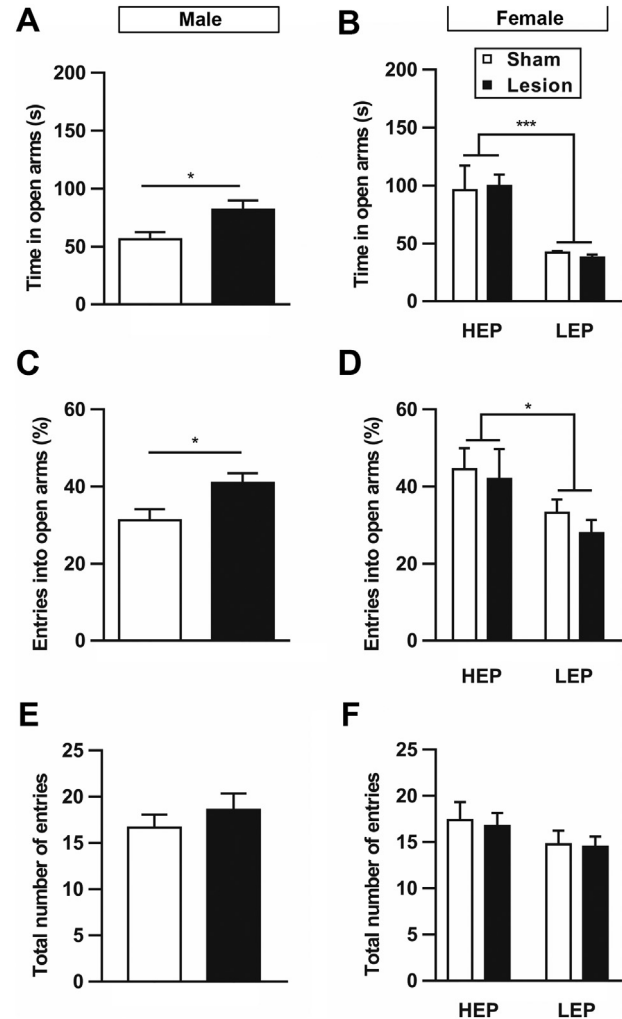 A
Male
Time in open arms (s)
200
150
100
50
0
*
B
Female
Sham
Lesion
Time in open arms (s)
200
150
100
50
0
***
HEP
LEP
C
Entries into open arms (%)
60
40
20
0
*
D
Entries into open arms (%)
60
40
20
0
*
HEP
LEP
E
Total number of entries
25
20
15
10
5
0
F
Total number of entries
25
20
15
10
5
0
HEP
LEP